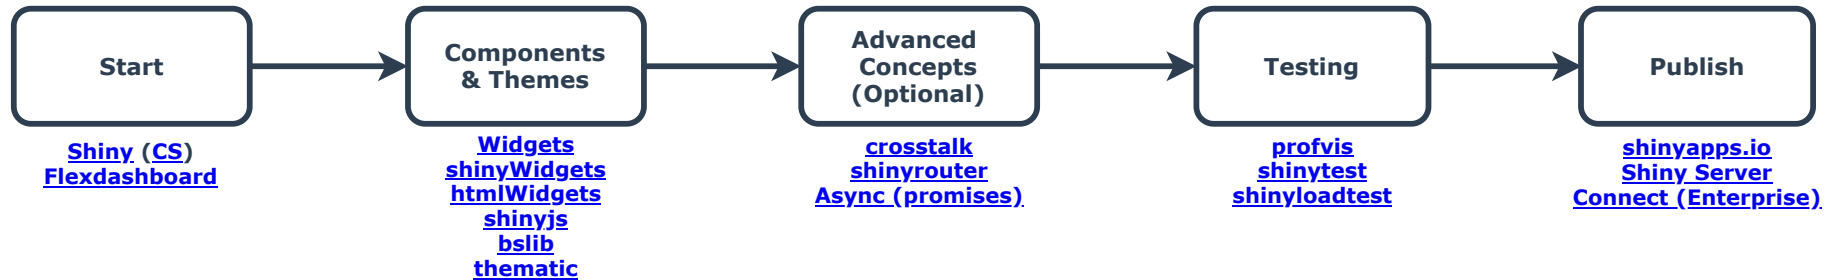 Start
Shiny (CS)
Flexdashboard
Components
& Themes
Widgets
shinyWidgets
htmlWidgets
shinyjs
bslib
thematic
Advanced
Concepts
(Optional)
crosstalk
shinyrouter
Async (promises)
Testing
profvis
shinytest
shinyloadtest
Publish
shinyapps.io
Shiny Server
Connect (Enterprise)